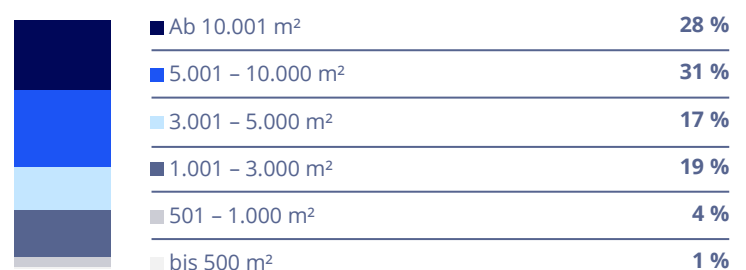 Ab 10.001 m² 28 %
5.001 – 10.000 m² 31 %
3.001 – 5.000 m² 17 %
1.001 – 3.000 m² 19 %
501 – 1.000 m² 4 %
bis 500 m² 1 %